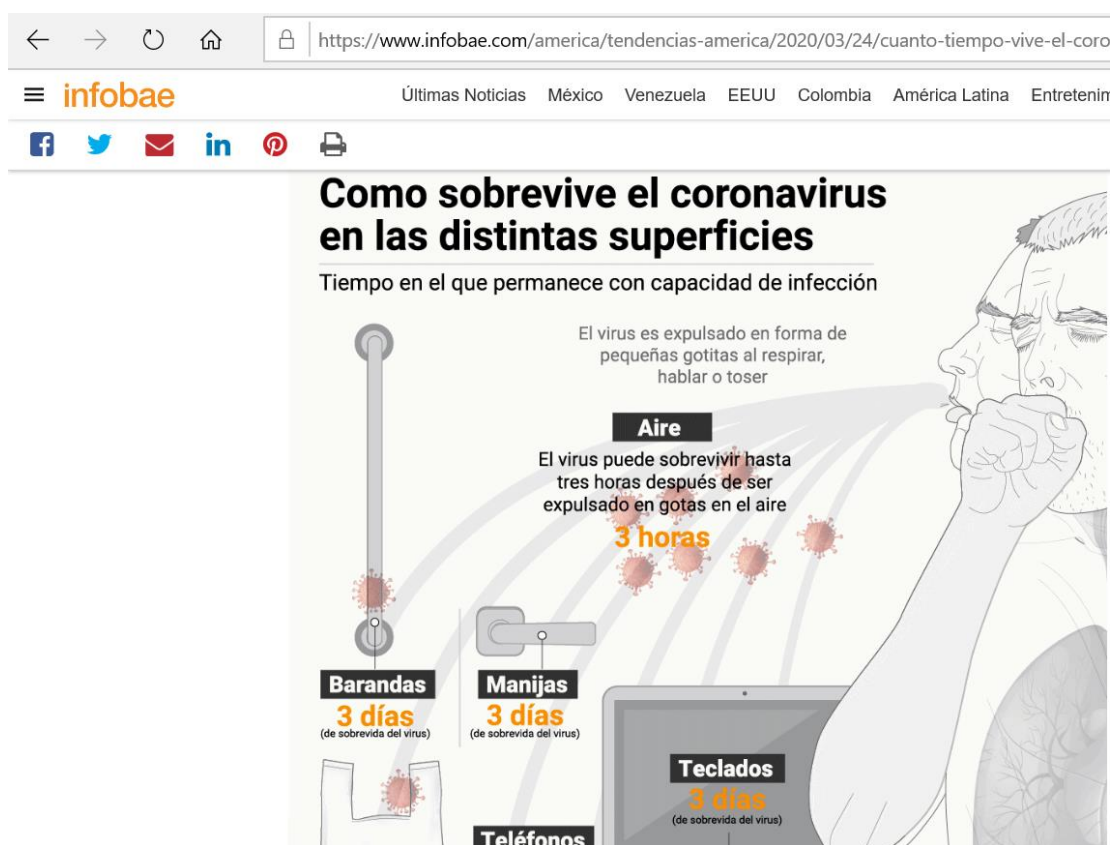 https://www.infobae.com/america/tendencias-america/2020/03/24/cuanto-tiempo-vive-el-coro
infobae
Últimas Noticias México Venezuela EEUU Colombia América Latina Entretenim
f in
Como sobrevive el coronavirus
en las distintas superficies
Tiempo en el que permanece con capacidad de infección
El virus es expulsado en forma de
pequeñas gotitas al respirar,
hablar o toser
Aire
El virus puede sobrevivir hasta
tres horas después de ser
expulsado en gotas en el aire
3 horas
Barandas
3 días
(de sobrevida del virus)
Manijas
3 días
(de sobrevida del virus)
Teclados
3 días
(de sobrevida del virus)
Teléfonos